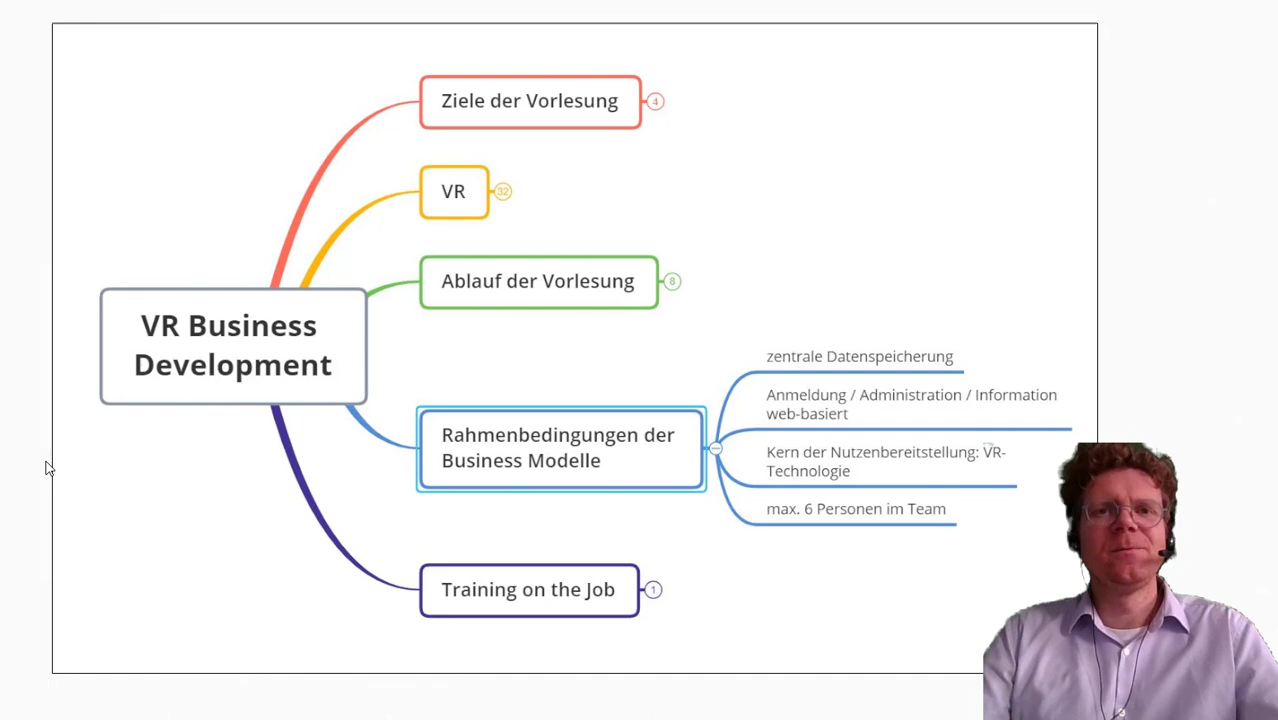 Ziele der Vorlesung
4
VR
32
Ablauf der Vorlesung
8
VR Business
Development
Rahmenbedingungen der
Business Modelle
zentrale Datenspeicherung
Anmeldung / Administration / Information
web-basiert
Kern der Nutzenbereitstellung: VR-
Technologie
max. 6 Personen im Team
Training on the Job
1